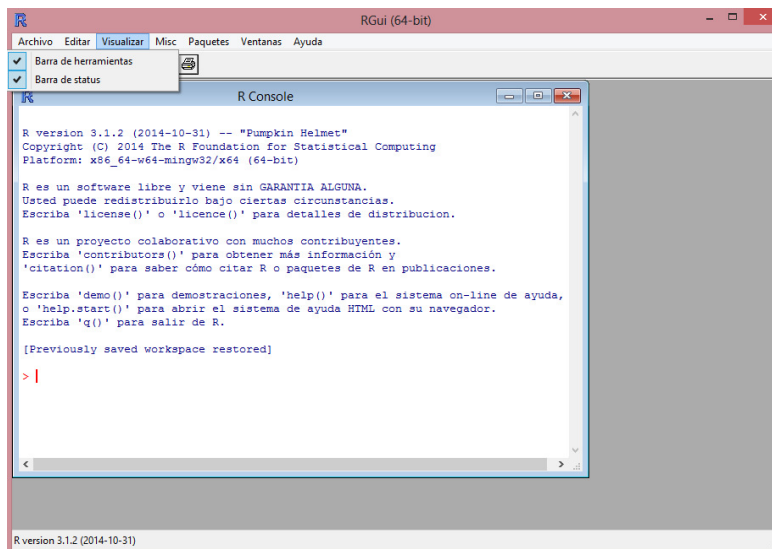 RGui (64-bit)
Archivo Editar Visualizar Misc Paquetes Ventanas Ayuda
Barra de herramientas
Barra de status
R Console
R version 3.1.2 (2014-10-31) -- "Pumpkin Helmet"
Copyright (C) 2014 The R Foundation for Statistical Computing
Platform: x86_64-w64-mingw32/x64 (64-bit)
R es un software libre y viene sin GARANTIA ALGUNA.
Usted puede redistribuirlo bajo ciertas circunstancias.
Escriba 'license()' o 'licence()' para detalles de distribucion.
R es un proyecto colaborativo con muchos contribuyentes.
Escriba 'contributors()' para obtener más información y
'citation()' para saber cómo citar R o paquetes de R en publicaciones.
Escriba 'demo()' para demostraciones, 'help()' para el sistema on-line de ayuda,
o 'help.start()' para abrir el sistema de ayuda HTML con su navegador.
Escriba 'q()' para salir de R.
[Previously saved workspace restored]
>
R version 3.1.2 (2014-10-31)